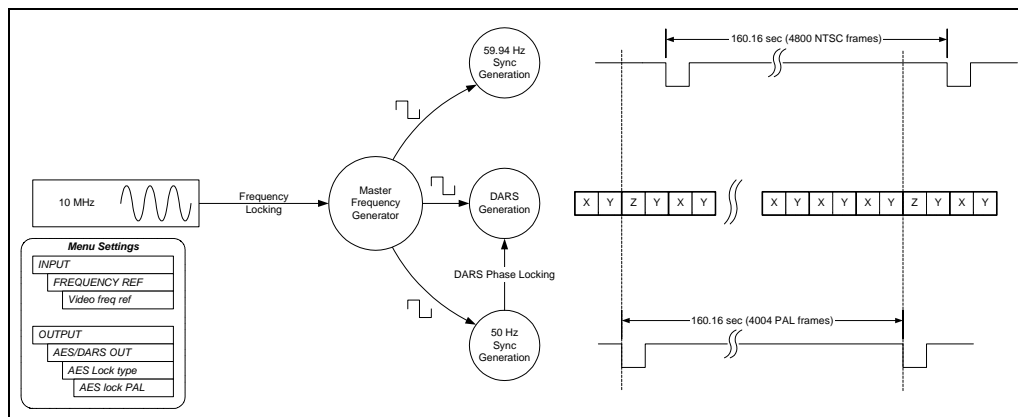 160.16 sec (4800 NTSC frames)
59.94 Hz
Sync
Generation
10 MHz
Frequency
Locking
Master
Frequency
Generator
DARS
Generation
X Y Z Y X Y
X Y X Y X Y Z Y X Y
Menu Settings
INPUT
FREQUENCY REF
Video freq ref
OUTPUT
AES/DARS OUT
AES Lock type
AES lock PAL
DARS Phase Locking
50 Hz
Sync
Generation
160.16 sec (4004 PAL frames)